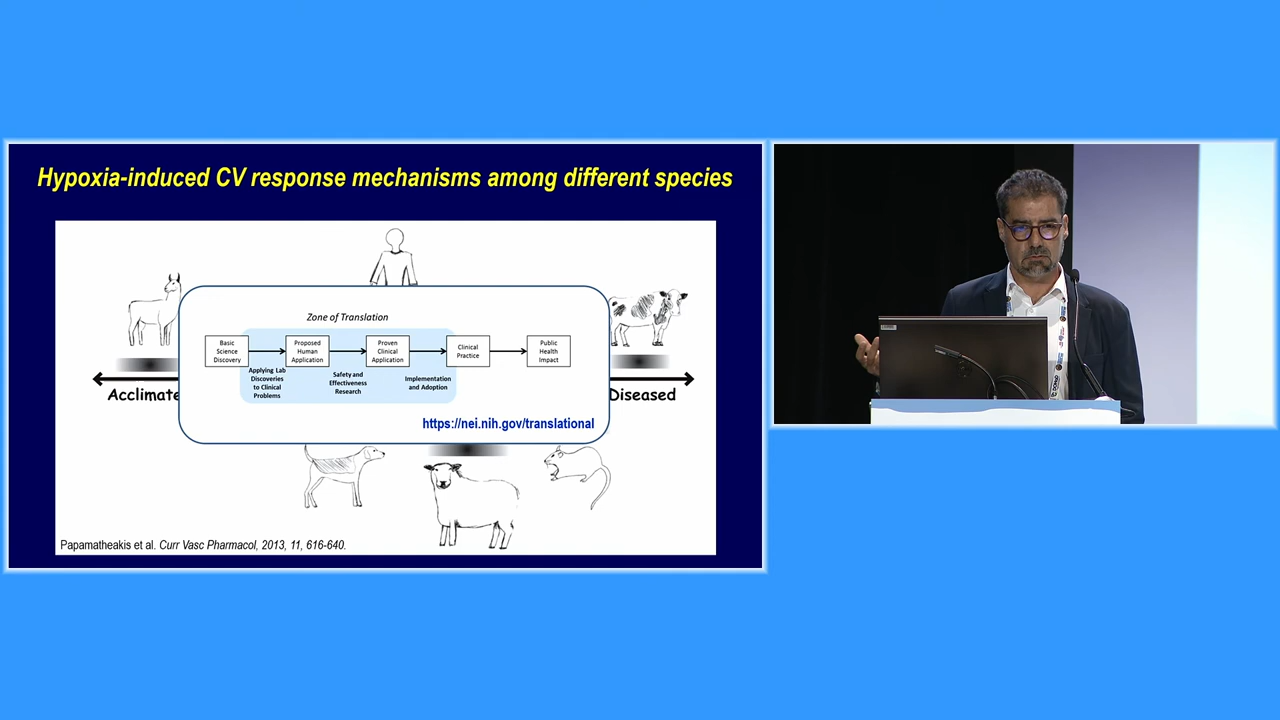 Hypoxia-induced CV response mechanisms among different species
Zone of Translation
Basic
Science
Discovery
Proposed
Human
Application
Proven
Clinical
Application
Clinical
Practice
Public
Health
Impact
Applying Lab
Discoveries
to Clinical
Problems
Safety and
Effectiveness
Research
Implementation
and Adoption
https://nei.nih.gov/translational
Acclimate
Diseased
Papamatheakis et al. Curr Vasc Pharmacol, 2013, 11, 616-640.